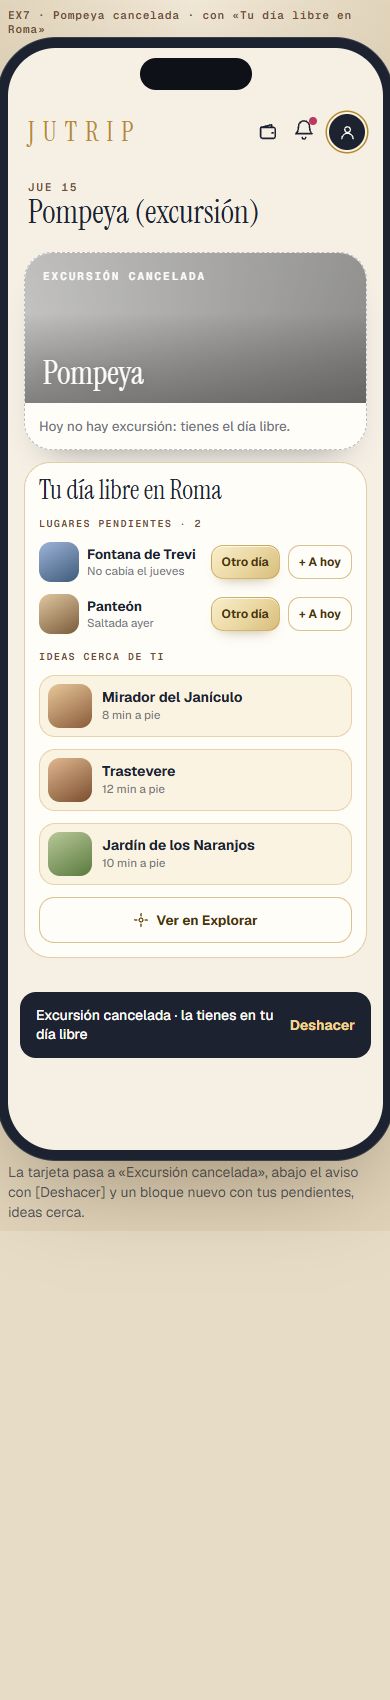 EX7 · Pompeya cancelada · con «Tu día libre en
Roma»
JUTRIP
JUE 15
Pompeya (excursión)
EXCURSIÓN CANCELADA
Pompeya
Hoy no hay excursión: tienes el día libre.
Tu día libre en Roma
LUGARES PENDIENTES · 2
Fontana de Trevi
No cabía el jueves
Otro día
+ A hoy
Panteón
Saltada ayer
Otro día
+ A hoy
IDEAS CERCA DE TI
Mirador del Janículo
8 min a pie
Trastevere
12 min a pie
Jardín de los Naranjos
10 min a pie
Ver en Explorar
Excursión cancelada · la tienes en tu
día libre
Deshacer
La tarjeta pasa a «Excursión cancelada», abajo el aviso
con [Deshacer] y un bloque nuevo con tus pendientes,
ideas cerca.